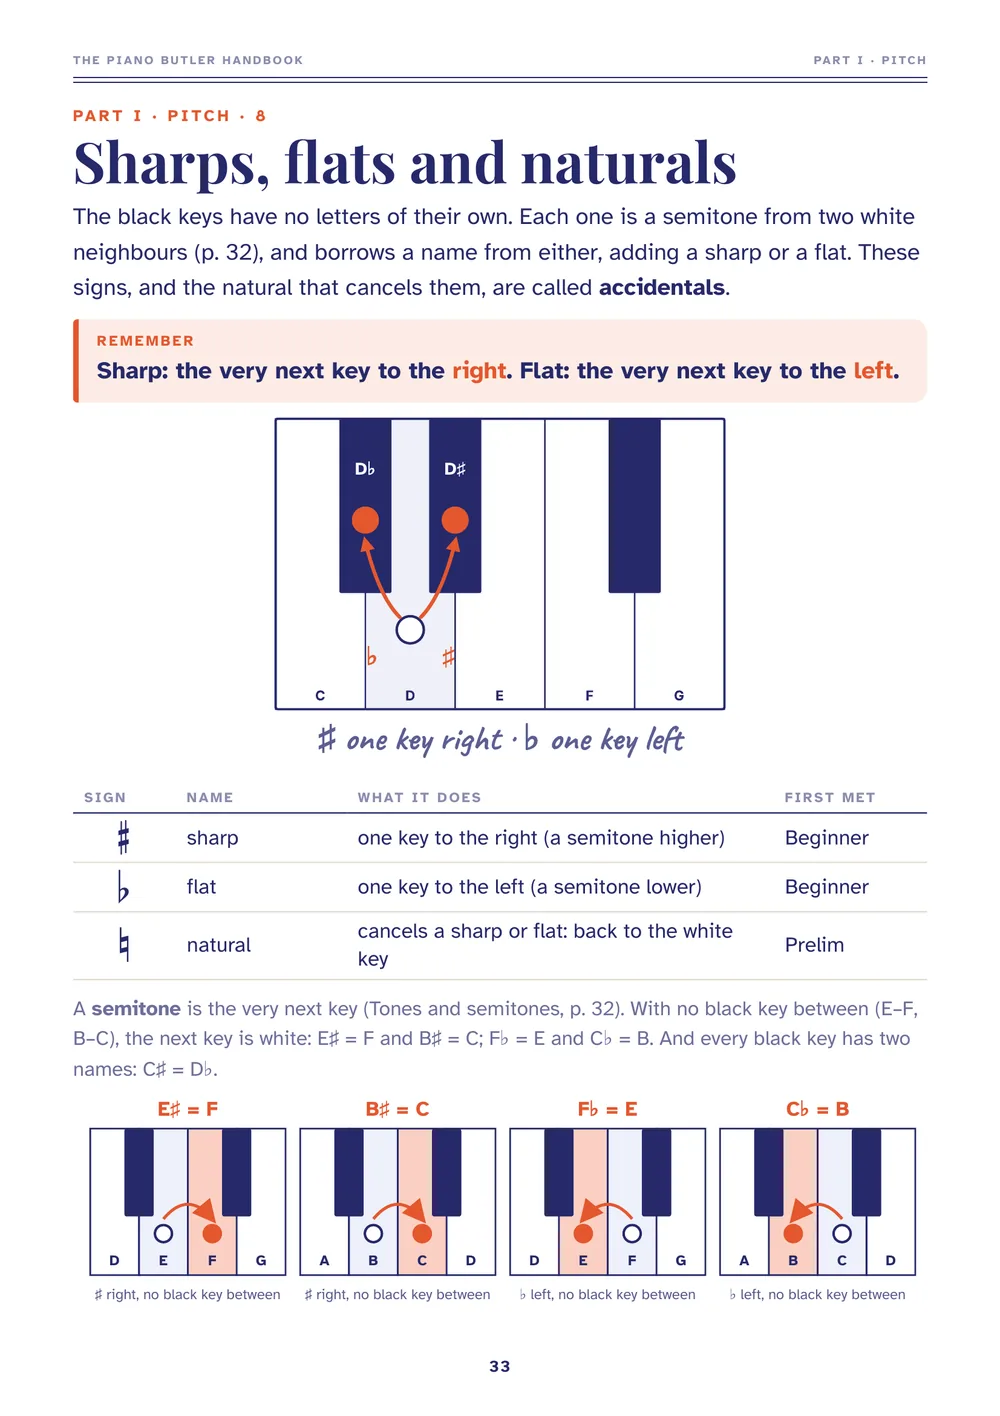 THE PIANO BUTLER HANDBOOK
PART I · PITCH
PART I · PITCH · 8
Sharps, flats and naturals
The black keys have no letters of their own. Each one is a semitone from two white
neighbours (p. 32), and borrows a name from either, adding a sharp or a flat. These
signs, and the natural that cancels them, are called accidentals.
REMEMBER
Sharp: the very next key to the right. Flat: the very next key to the left.
D♭ D♯
♭ ♯
C D E F G
♯ one key right · ♭ one key left
SIGN NAME WHAT IT DOES FIRST MET
♯ sharp one key to the right (a semitone higher) Beginner
♭ flat one key to the left (a semitone lower) Beginner
♮ natural cancels a sharp or flat: back to the white Prelim
key
A semitone is the very next key (Tones and semitones, p. 32). With no black key between (E–F,
B–C), the next key is white: E♯ = F and B♯ = C; F♭ = E and C♭ = B. And every black key has two
names: C♯ = D♭.
E♯ = F B♯ = C F♭ = E C♭ = B
D E F G A B C D D E F G A B C D
♯ right, no black key between ♯ right, no black key between ♭ left, no black key between ♭ left, no black key between
33